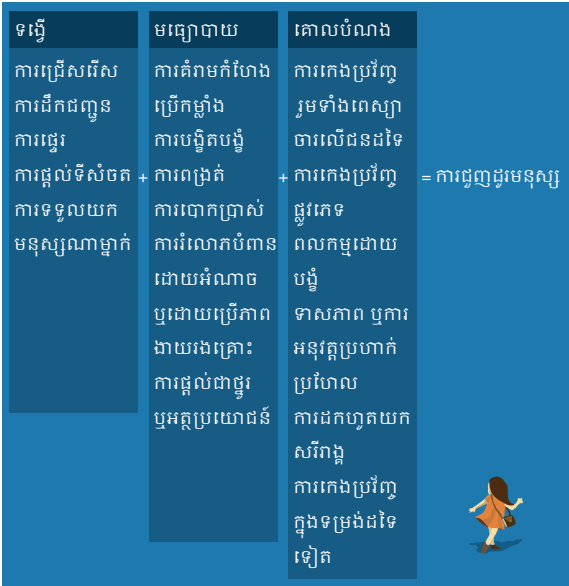 ទង្វើ
ការជ្រើសរើស
ការដឹកជញ្ជូន
ការផ្ទេរ
ការផ្តល់ទីសំចត
ការទទួលយក
មនុស្សណាម្នាក់
+
មធ្យោបាយ
ការគំរាមកំហែង
ប្រើកម្លាំង
ការបង្ខិតបង្ខំ
ការពង្រត់
ការបោកប្រាស់
ការរំលោភបំពាន
ដោយអំណាច
ឬដោយប្រើភាព
ងាយរងគ្រោះ
ការផ្តល់ជាថ្នូរ
ឬអត្ថប្រយោជន៍
+
គោលបំណង
ការកេងប្រវ័ញ្ច
រួមទាំងពេស្យា
ចារលើជនដទៃ
ការកេងប្រវ័ញ្ច
ផ្លូវភេទ
ពលកម្មដោយ
បង្ខំ
ទាសភាព ឬការ
អនុវត្តប្រហាក់
ប្រហែល
ការដកហូតយក
សរីរាង្គ
ការកេងប្រវ័ញ្ច
ក្នុងទម្រង់ដទៃ
ទៀត
= ការជួញដូរមនុស្ស